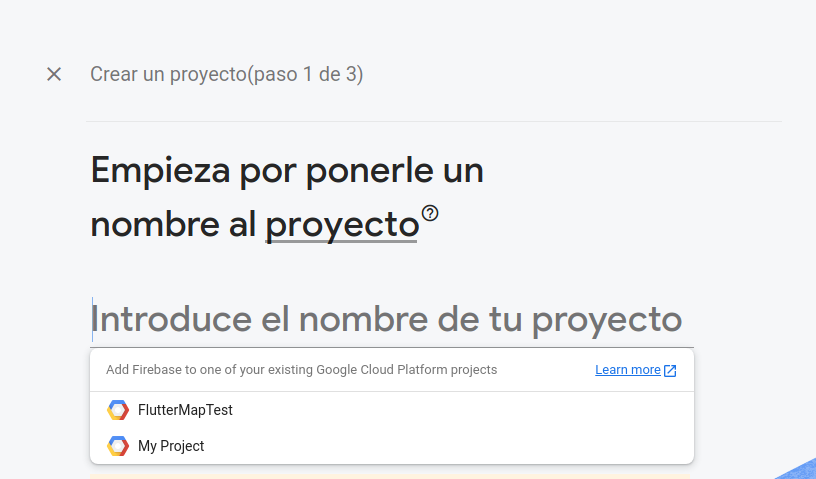 Crear un proyecto(paso 1 de 3)
Empieza por ponerle un
nombre al proyecto
Introduce el nombre de tu proyecto
Add Firebase to one of your existing Google Cloud Platform projects Learn more
FlutterMapTest
My Project